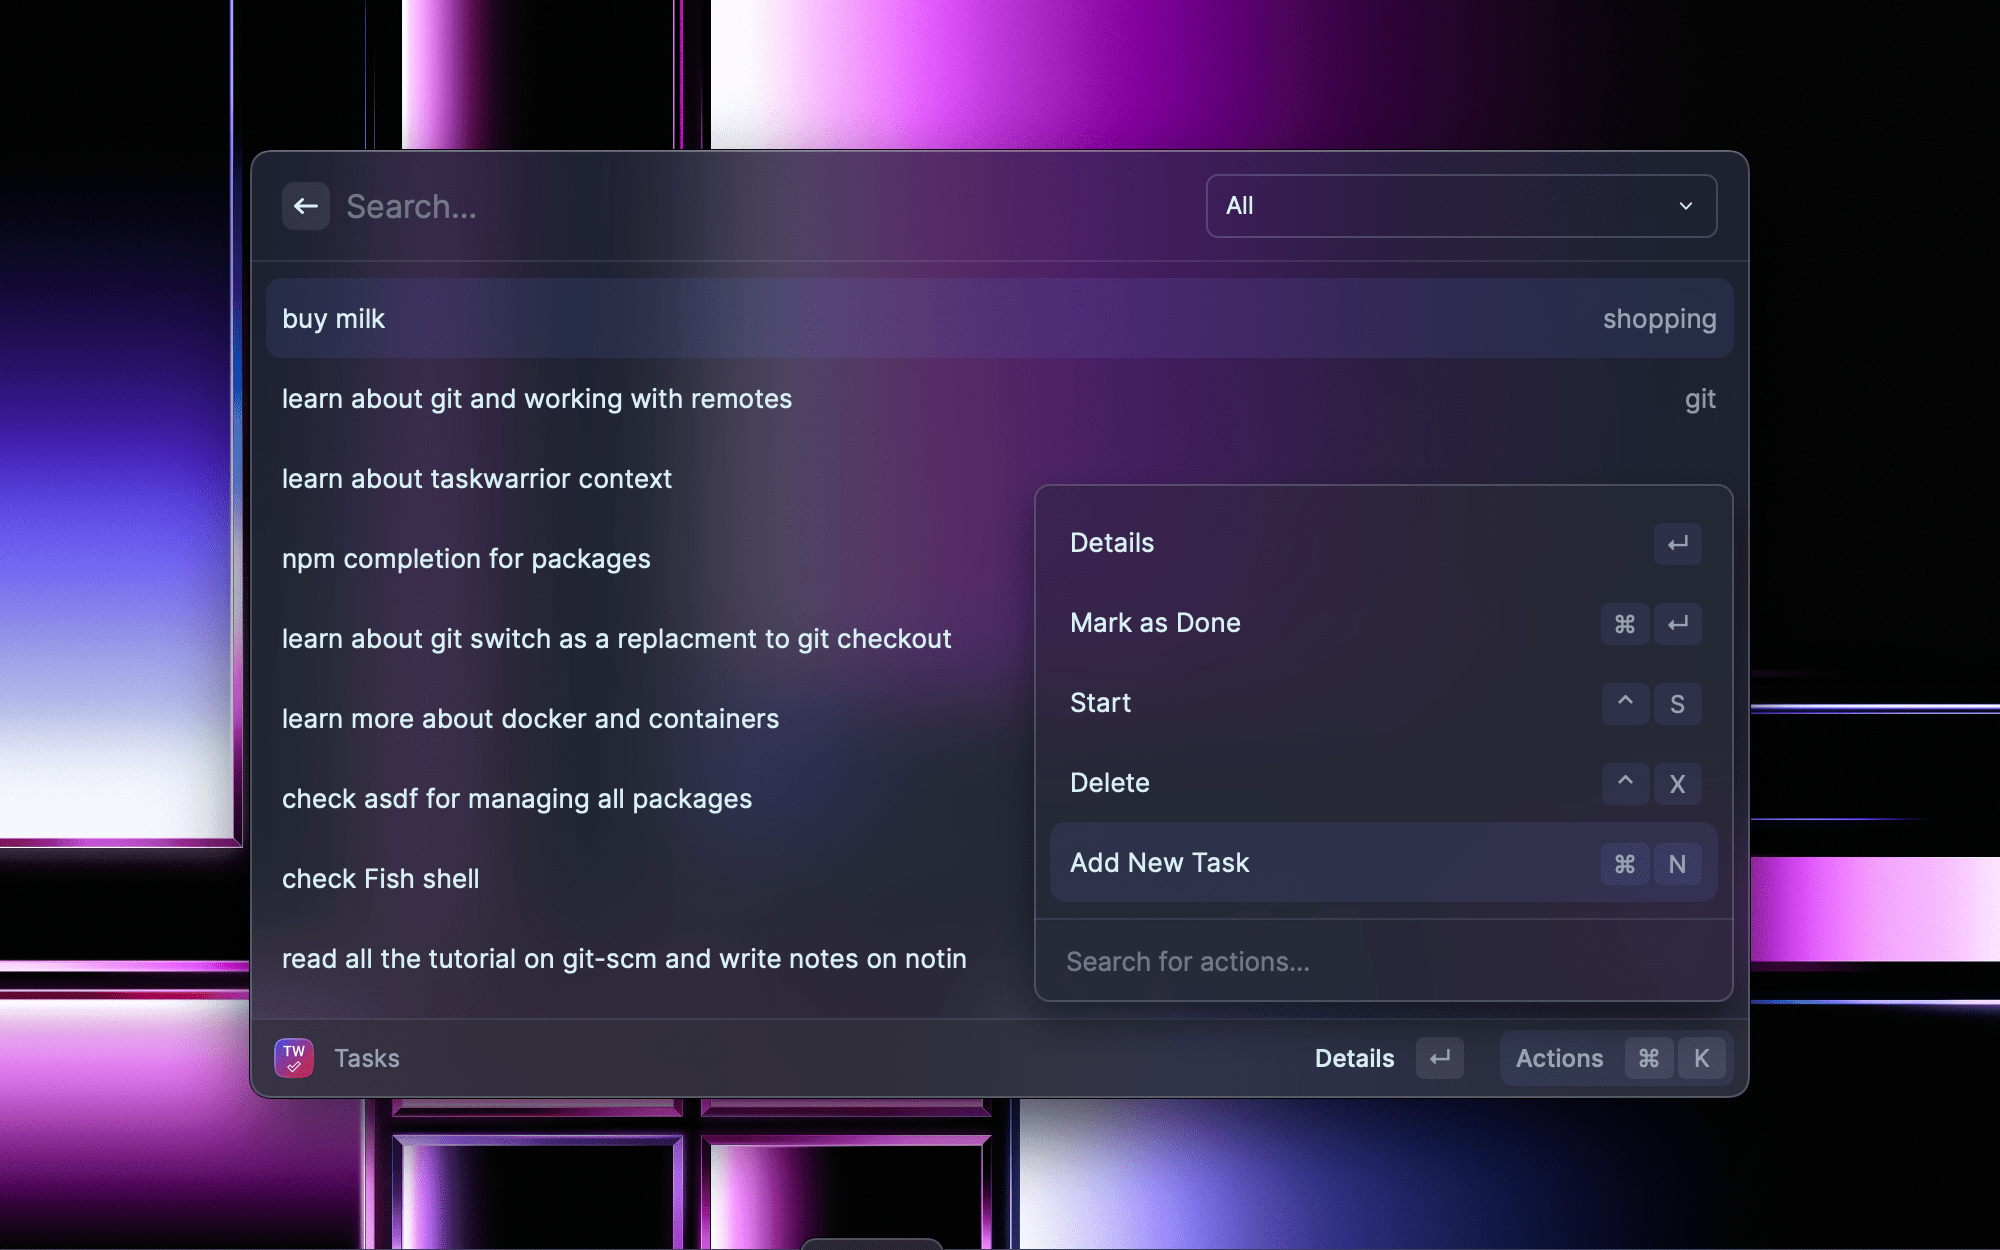 Search...
All
buy milk
shopping
learn about git and working with remotes
git
learn about taskwarrior context
npm completion for packages
learn about git switch as a replacment to git checkout
learn more about docker and containers
check asdf for managing all packages
check Fish shell
read all the tutorial on git-scm and write notes on notin
Details ↵
Mark as Done ⌘ ↵
Start ^ S
Delete ^ X
Add New Task ⌘ N
Search for actions...
TW
Tasks
Details ↵
Actions ⌘ K